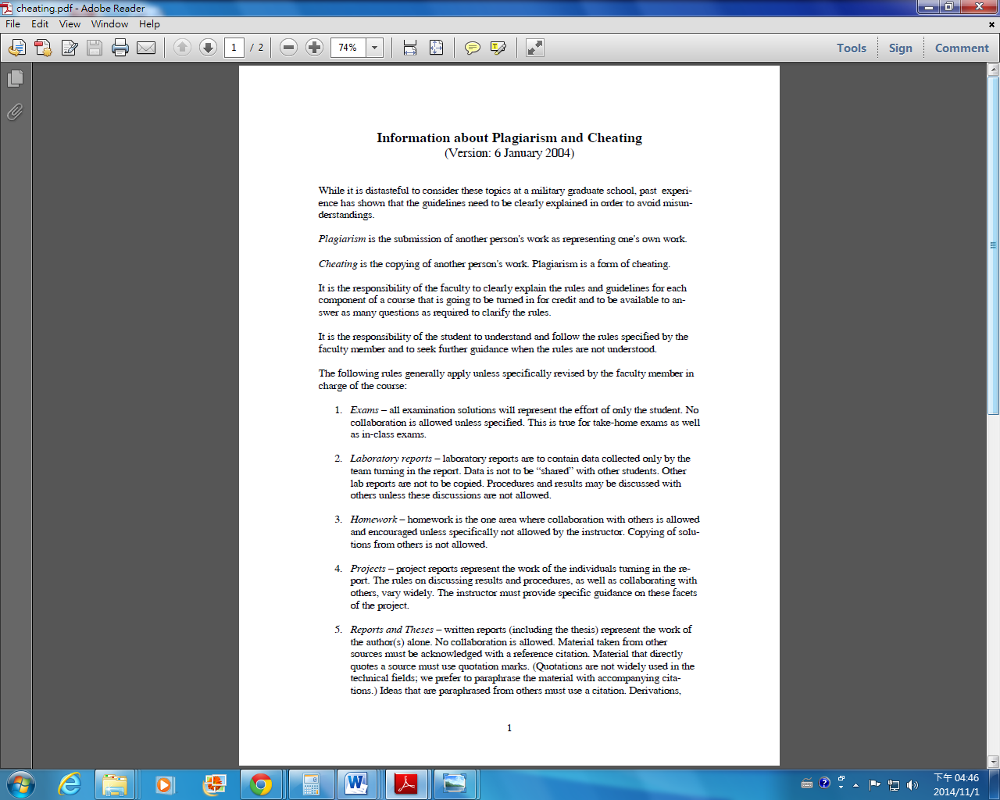 cheating.pdf - Adobe Reader
File Edit View Window Help
1 / 2 74% Tools Sign Comment
Information about Plagiarism and Cheating
(Version: 6 January 2004)
While it is distasteful to consider these topics at a military graduate school, past experi-
ence has shown that the guidelines need to be clearly explained in order to avoid misun-
derstandings.
Plagiarism is the submission of another person's work as representing one's own work.
Cheating is the copying of another person's work. Plagiarism is a form of cheating.
It is the responsibility of the faculty to clearly explain the rules and guidelines for each
component of a course that is going to be turned in for credit and to be available to an-
swer as many questions as required to clarify the rules.
It is the responsibility of the student to understand and follow the rules specified by the
faculty member and to seek further guidance when the rules are not understood.
The following rules generally apply unless specifically revised by the faculty member in
charge of the course:
1. Exams – all examination solutions will represent the effort of only the student. No
collaboration is allowed unless specified. This is true for take-home exams as well
as in-class exams.
2. Laboratory reports – laboratory reports are to contain data collected only by the
team turning in the report. Data is not to be “shared” with other students. Other
lab reports are not to be copied. Procedures and results may be discussed with
others unless these discussions are not allowed.
3. Homework – homework is the one area where collaboration with others is allowed
and encouraged unless specifically not allowed by the instructor. Copying of solu-
tions from others is not allowed.
4. Projects – project reports represent the work of the individuals turning in the re-
port. The rules on discussing results and procedures, as well as collaborating with
others, vary widely. The instructor must provide specific guidance on these facets
of the project.
5. Reports and Theses – written reports (including the thesis) represent the work of
the author(s) alone. No collaboration is allowed. Material taken from other
sources must be acknowledged with a reference citation. Material that directly
quotes a source must use quotation marks. (Quotations are not widely used in the
technical fields; we prefer to paraphrase the material with accompanying cita-
tions.) Ideas that are paraphrased from others must use a citation. Derivations,
1
下午 04:46
2014/11/1